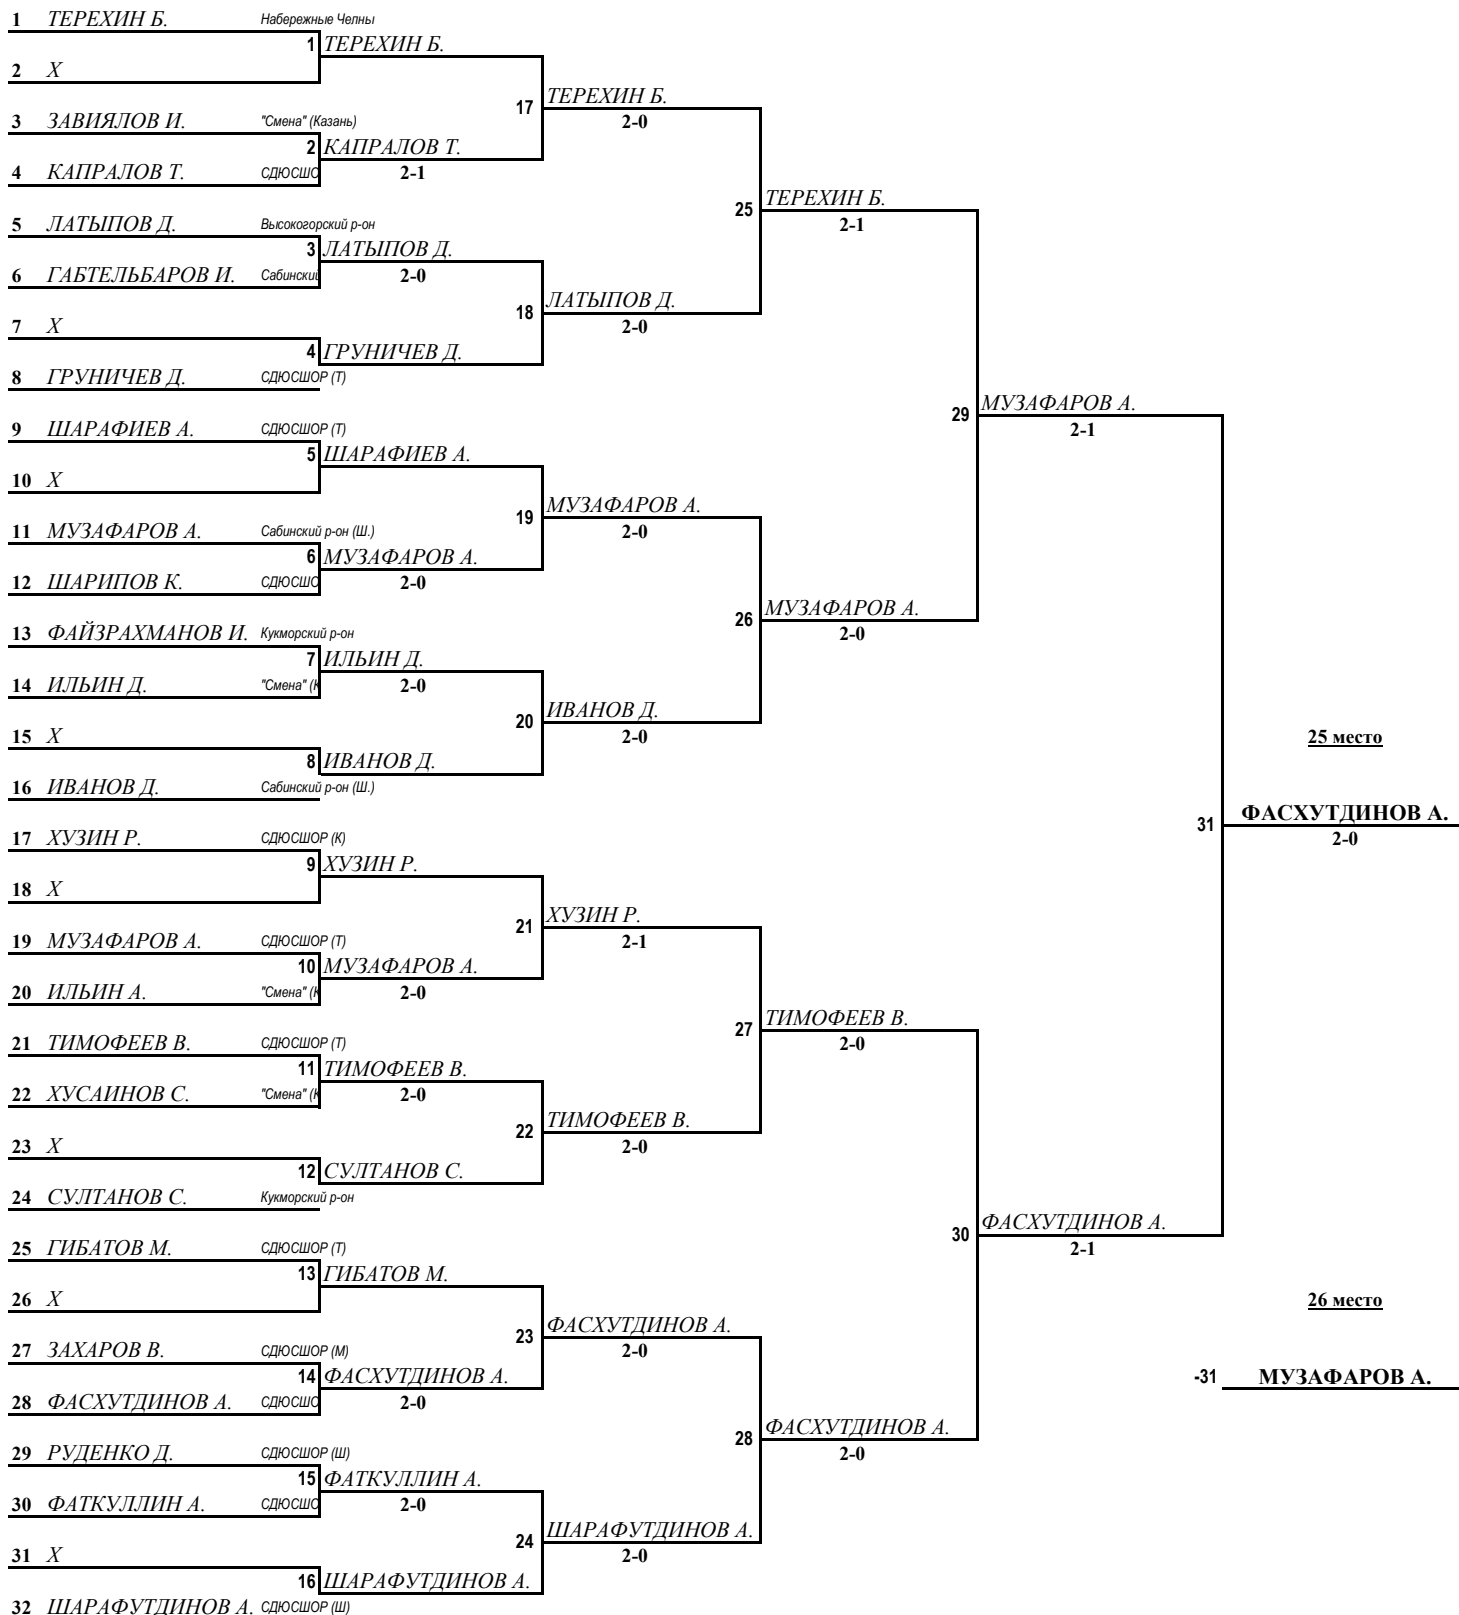 1 ТЕРЕХИН Б. Набережные Челны
1 ТЕРЕХИН Б.
2 X
17 ТЕРЕХИН Б.
2-0
3 ЗАВИЯЛОВ И. "Смена" (Казань)
2 КАПРАЛОВ Т.
2-1
4 КАПРАЛОВ Т. СДЮСШО
25 ТЕРЕХИН Б.
2-1
5 ЛАТЫПОВ Д. Высокогорский р-он
3 ЛАТЫПОВ Д.
2-0
6 ГАБТЕЛЬБАРОВ И. Сабинский
18 ЛАТЫПОВ Д.
2-0
7 X
4 ГРУНИЧЕВ Д.
8 ГРУНИЧЕВ Д. СДЮСШОР (Т)
29 МУЗАФАРОВ А.
2-1
9 ШАРАФИЕВ А. СДЮСШОР (Т)
5 ШАРАФИЕВ А.
10 X
19 МУЗАФАРОВ А.
2-0
11 МУЗАФАРОВ А. Сабинский р-он (Ш.)
6 МУЗАФАРОВ А.
2-0
12 ШАРИПОВ К. СДЮСШО
26 МУЗАФАРОВ А.
2-0
13 ФАЙЗРАХМАНОВ И. Кукморский р-он
7 ИЛЬИН Д.
2-0
14 ИЛЬИН Д. "Смена" (К
20 ИВАНОВ Д.
2-0
15 X
25 место
8 ИВАНОВ Д.
16 ИВАНОВ Д. Сабинский р-он (Ш.)
31 ФАСХУТДИНОВ А.
2-0
17 ХУЗИН Р. СДЮСШОР (К)
9 ХУЗИН Р.
18 X
21 ХУЗИН Р.
2-1
19 МУЗАФАРОВ А. СДЮСШОР (Т)
10 МУЗАФАРОВ А.
2-0
20 ИЛЬИН А. "Смена" (К
27 ТИМОФЕЕВ В.
2-0
21 ТИМОФЕЕВ В. СДЮСШОР (Т)
11 ТИМОФЕЕВ В.
2-0
22 ХУСАИНОВ С. "Смена" (К
22 ТИМОФЕЕВ В.
2-0
23 X
12 СУЛТАНОВ С.
24 СУЛТАНОВ С. Кукморский р-он
30 ФАСХУТДИНОВ А.
2-1
25 ГИБАТОВ М. СДЮСШОР (Т)
13 ГИБАТОВ М.
26 X
26 место
23 ФАСХУТДИНОВ А.
2-0
27 ЗАХАРОВ В. СДЮСШОР (М)
14 ФАСХУТДИНОВ А.
2-0
-31 МУЗАФАРОВ А.
28 ФАСХУТДИНОВ А. СДЮСШО
28 ФАСХУТДИНОВ А.
2-0
29 РУДЕНКО Д. СДЮСШОР (Ш)
15 ФАТКУЛЛИН А.
2-0
30 ФАТКУЛЛИН А. СДЮСШО
24 ШАРАФУТДИНОВ А.
2-0
31 X
16 ШАРАФУТДИНОВ А.
32 ШАРАФУТДИНОВ А. СДЮСШОР (Ш)